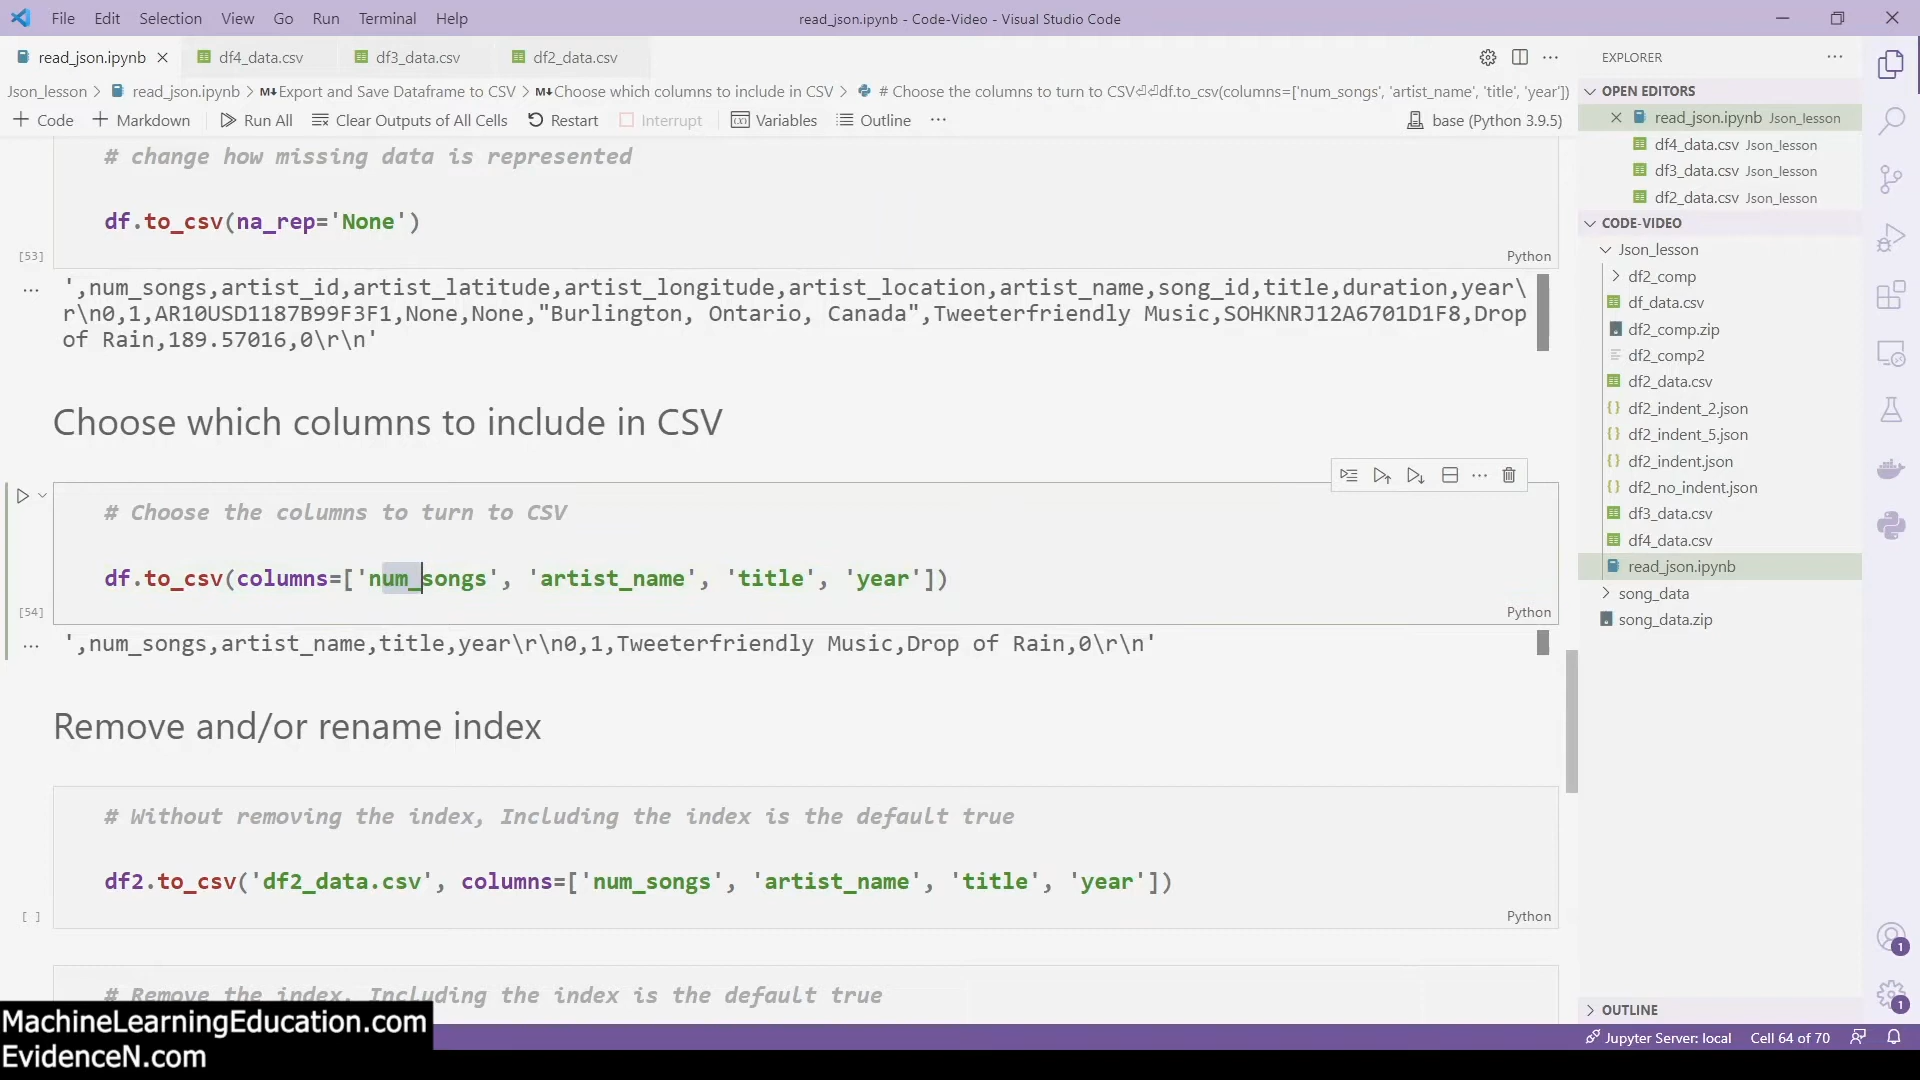 File Edit Selection View Go Run Terminal Help
read_json.ipynb - Code-Video - Visual Studio Code
read_json.ipynb df4_data.csv df3_data.csv df2_data.csv
Json_lesson > read_json.ipynb > M↓Export and Save Dataframe to CSV > M↓Choose which columns to include in CSV > # Choose the columns to turn to CSV⏎⏎df.to_csv(columns=['num_songs', 'artist_name', 'title', 'year'])
+ Code + Markdown Run All Clear Outputs of All Cells Restart Interrupt Variables Outline ... base (Python 3.9.5)
# change how missing data is represented
df.to_csv(na_rep='None')
[53] Python
',num_songs,artist_id,artist_latitude,artist_longitude,artist_location,artist_name,song_id,title,duration,year\
r\n0,1,AR10USD1187B99F3F1,None,None,"Burlington, Ontario, Canada",Tweeterfriendly Music,SOHKNRJ12A6701D1F8,Drop
of Rain,189.57016,0\r\n'
Choose which columns to include in CSV
# Choose the columns to turn to CSV
df.to_csv(columns=['num_songs', 'artist_name', 'title', 'year'])
[54] Python
',num_songs,artist_name,title,year\r\n0,1,Tweeterfriendly Music,Drop of Rain,0\r\n'
Remove and/or rename index
# Without removing the index, Including the index is the default true
df2.to_csv('df2_data.csv', columns=['num_songs', 'artist_name', 'title', 'year'])
[ ] Python
# Remove the index. Including the index is the default true
EXPLORER
OPEN EDITORS
read_json.ipynb Json_lesson
df4_data.csv Json_lesson
df3_data.csv Json_lesson
df2_data.csv Json_lesson
CODE-VIDEO
Json_lesson
df2_comp
df_data.csv
df2_comp.zip
df2_comp2
df2_data.csv
df2_indent_2.json
df2_indent_5.json
df2_indent.json
df2_no_indent.json
df3_data.csv
df4_data.csv
read_json.ipynb
song_data
song_data.zip
OUTLINE
1
1
Jupyter Server: local Cell 64 of 70
MachineLearningEducation.com
EvidenceN.com